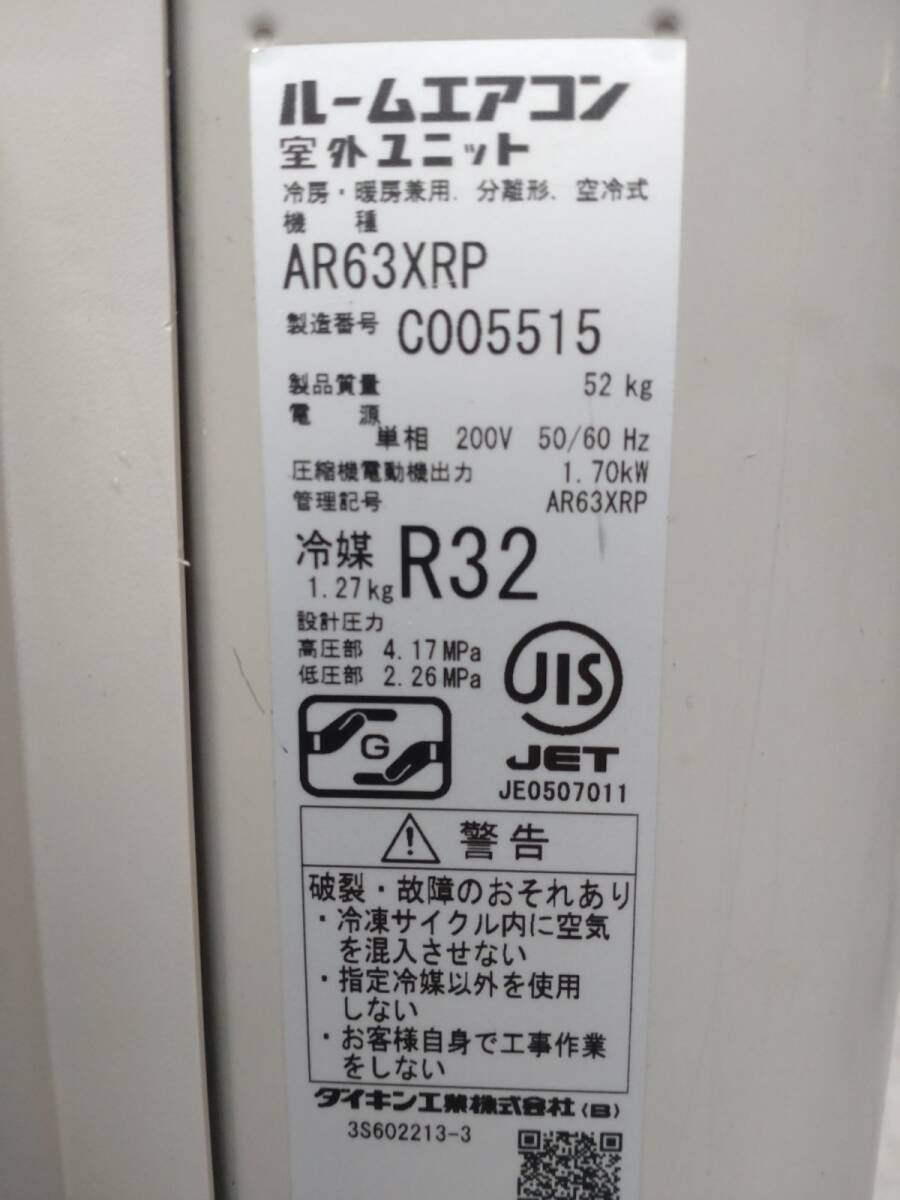 ルームエアコン
室外ユニット
冷房・暖房兼用．分離形、空冷式
機 種
AR63XRP
製造番号 C005515
製品質量 52 kg
電 源
単相 200V 50/60 Hz
圧縮機電動機出力 1.70kW
管理記号 AR63XRP
冷媒 R32
1.27kg
設計圧力
高圧部 4.17MPa
低圧部 2.26MPa
JIS
G
JET
JE0507011
警告
破裂・故障のおそれあり
・冷凍サイクル内に空気
を混入させない
・指定冷媒以外を使用
しない
・お客様自身で工事作業
をしない
ダイキン工業株式会社〈B〉
3S602213-3